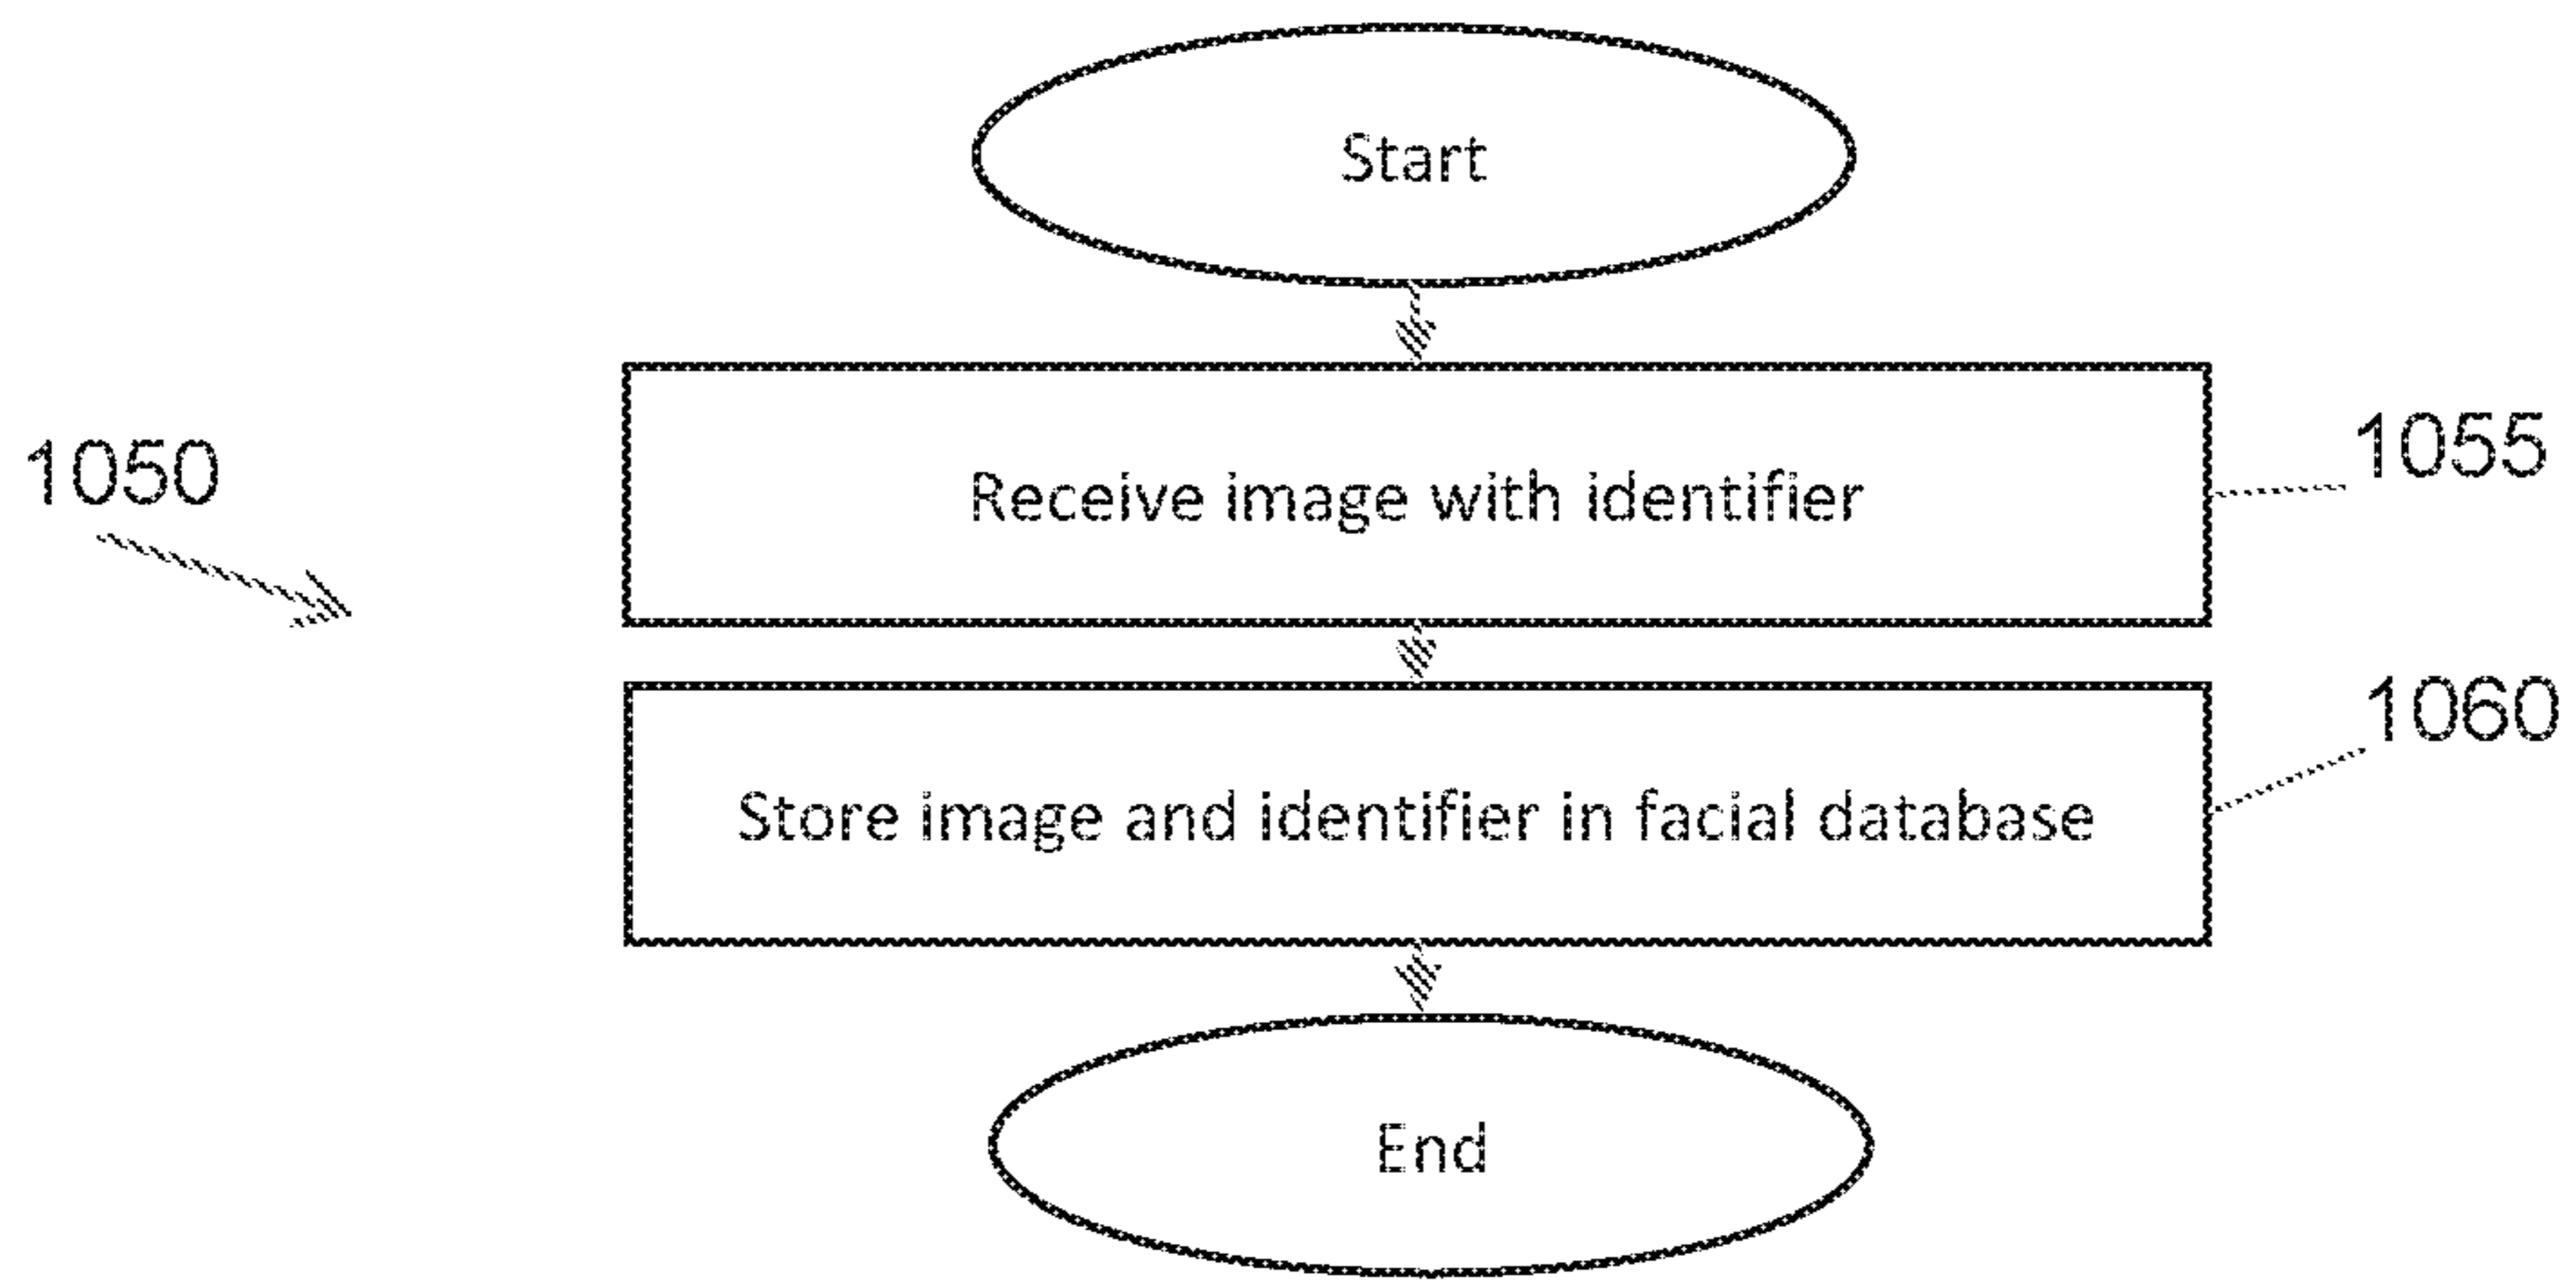 Start
1050
Receive image with identifier
1055
Store image and identifier in facial database
1060
End